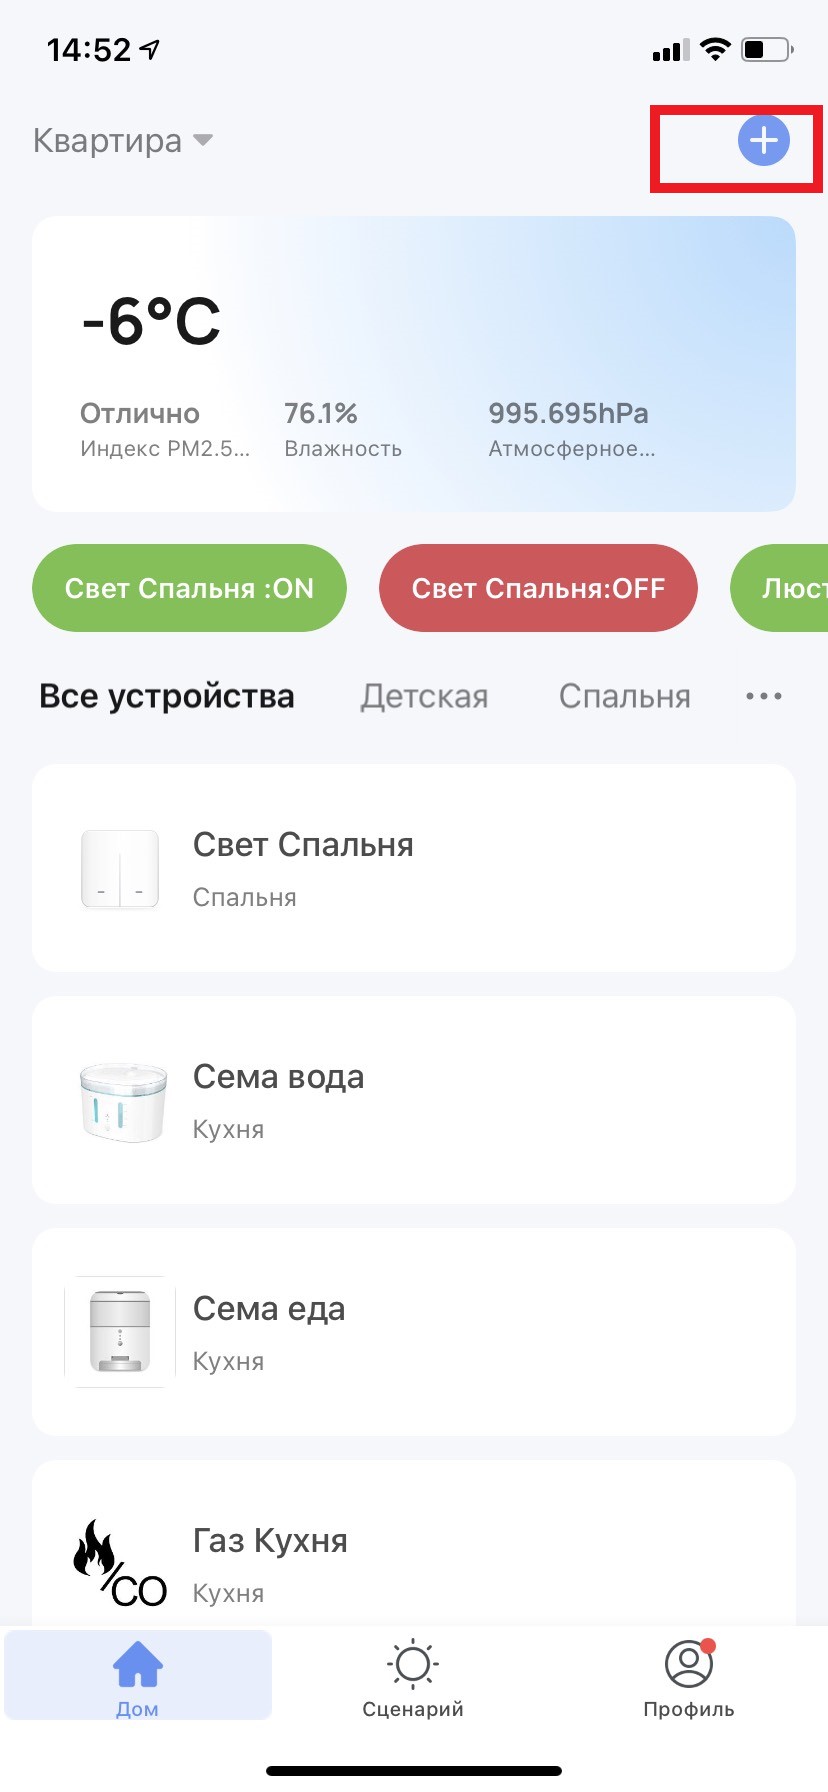 14:52
Квартира
-6°C
Отлично 76.1% 995.695hPa
Индекс PM2.5... Влажность Атмосферное...
Свет Спальня :ON Свет Спальня:OFF Люст
Все устройства Детская Спальня ...
Свет Спальня
Спальня
Сема вода
Кухня
Сема еда
Кухня
Газ Кухня
/CO
Кухня
Дом Сценарий Профиль